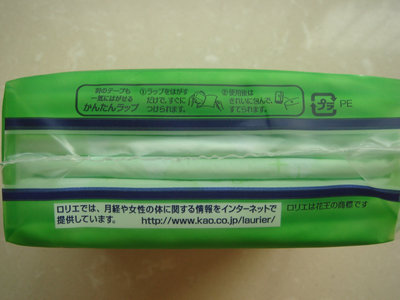 羽のテープも
一気にはがせる
かんたんラップ
①ラップをはがす
だけで、すぐに
つけられます。
②使用後は
きれいに包んで、
すてられます。
プラ
PE
ロリエでは、月経や女性の体に関する情報をインターネットで
提供しています。 http://www.kao.co.jp/laurier/
ロリエは花王の商標です